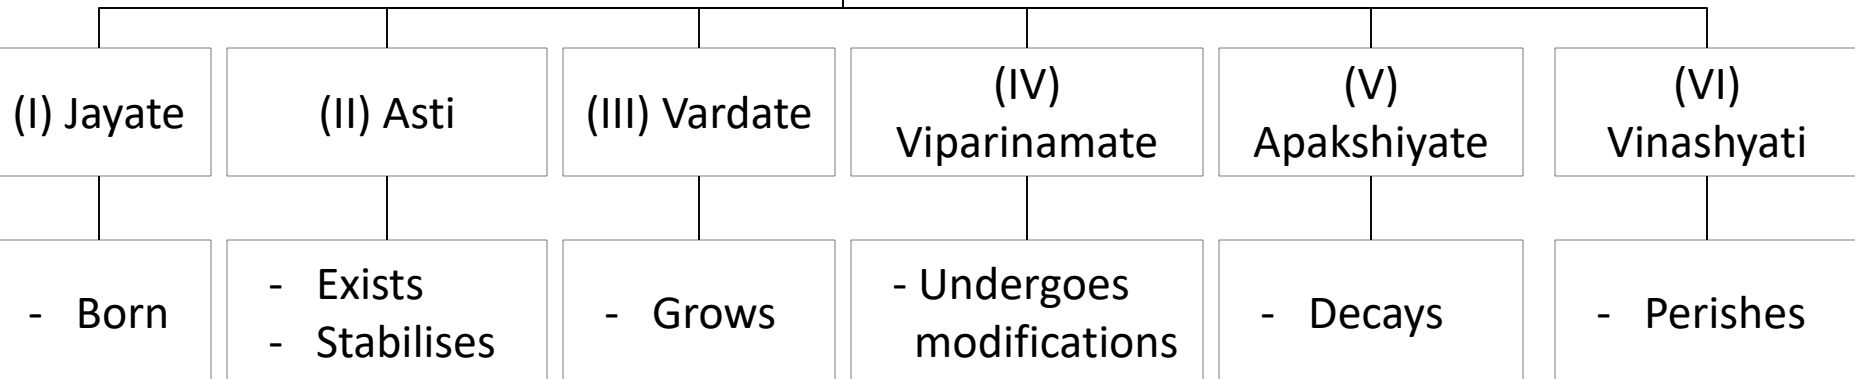 (I) Jayate
(II) Asti
(III) Vardate
(IV)
Viparinamate
(V)
Apakshiyate
(VI)
Vinashyati
- Born
- Exists
- Stabilises
- Grows
- Undergoes
modifications
- Decays
- Perishes